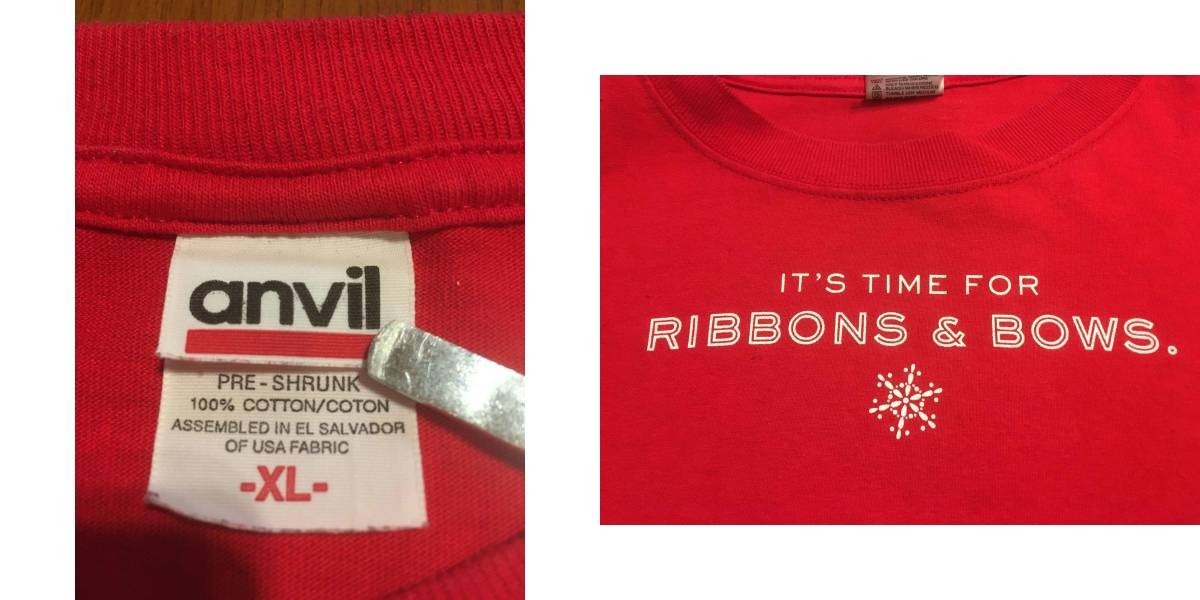 anvil
PRE-SHRUNK
100% COTTON/COTON
ASSEMBLED IN EL SALVADOR
OF USA FABRIC
-XL-
IT'S TIME FOR
RIBBONS & BOWS.